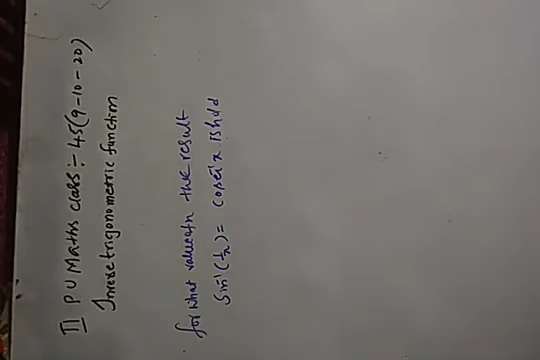 II PU Maths class:- 45(9-10-20)
Inverse trigonometric function
for what value of x the result
Sin⁻¹(1/x) = cosec⁻¹x is hold